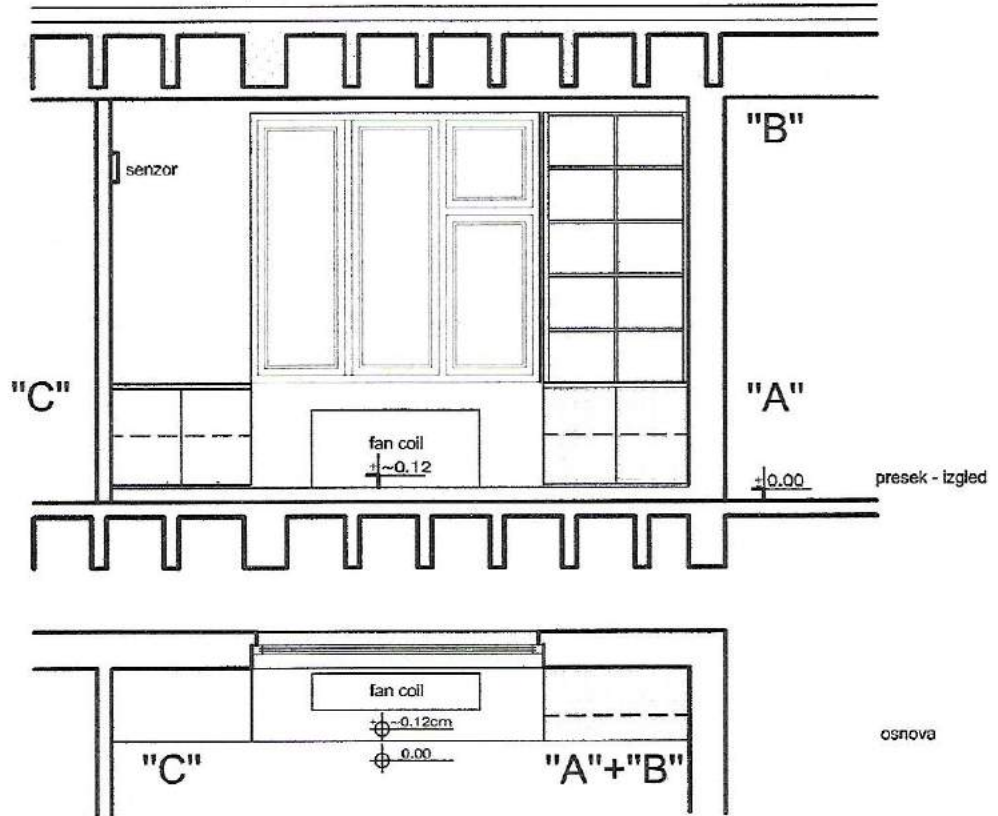 "B"
senzor
"C"
"A"
fan coil
±~0.12
±0.00
presek - izgled
fan coil
±~0.12cm
0.00
osnova
"C"
"A"+"B"